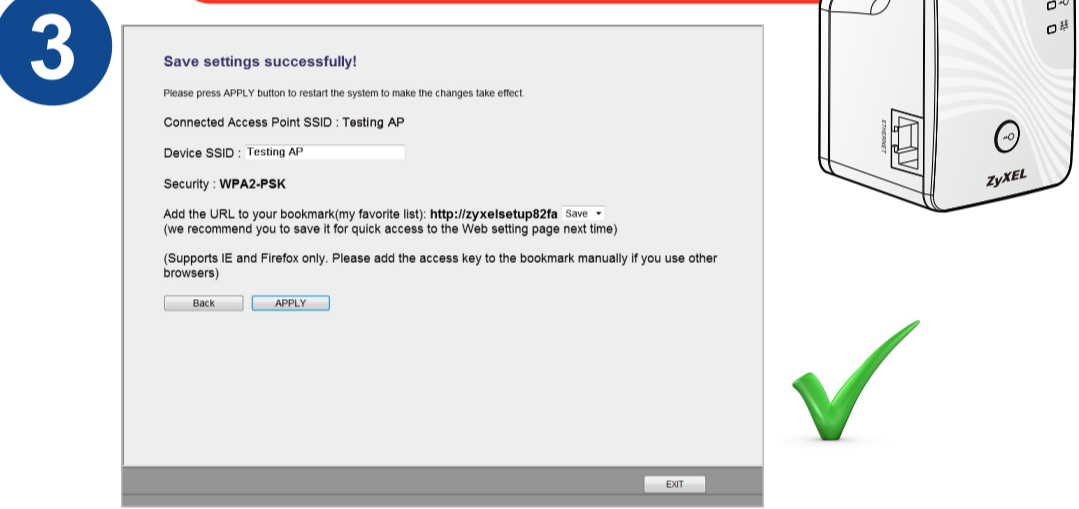 3
Save settings successfully!
Please press APPLY button to restart the system to make the changes take effect.
Connected Access Point SSID : Testing AP
Device SSID : Testing AP
Security : WPA2-PSK
Add the URL to your bookmark(my favorite list): http://zyxelsetup82fa Save
(we recommend you to save it for quick access to the Web setting page next time)
(Supports IE and Firefox only. Please add the access key to the bookmark manually if you use other
browsers)
Back APPLY
EXIT
ETHERNET
ZyXEL